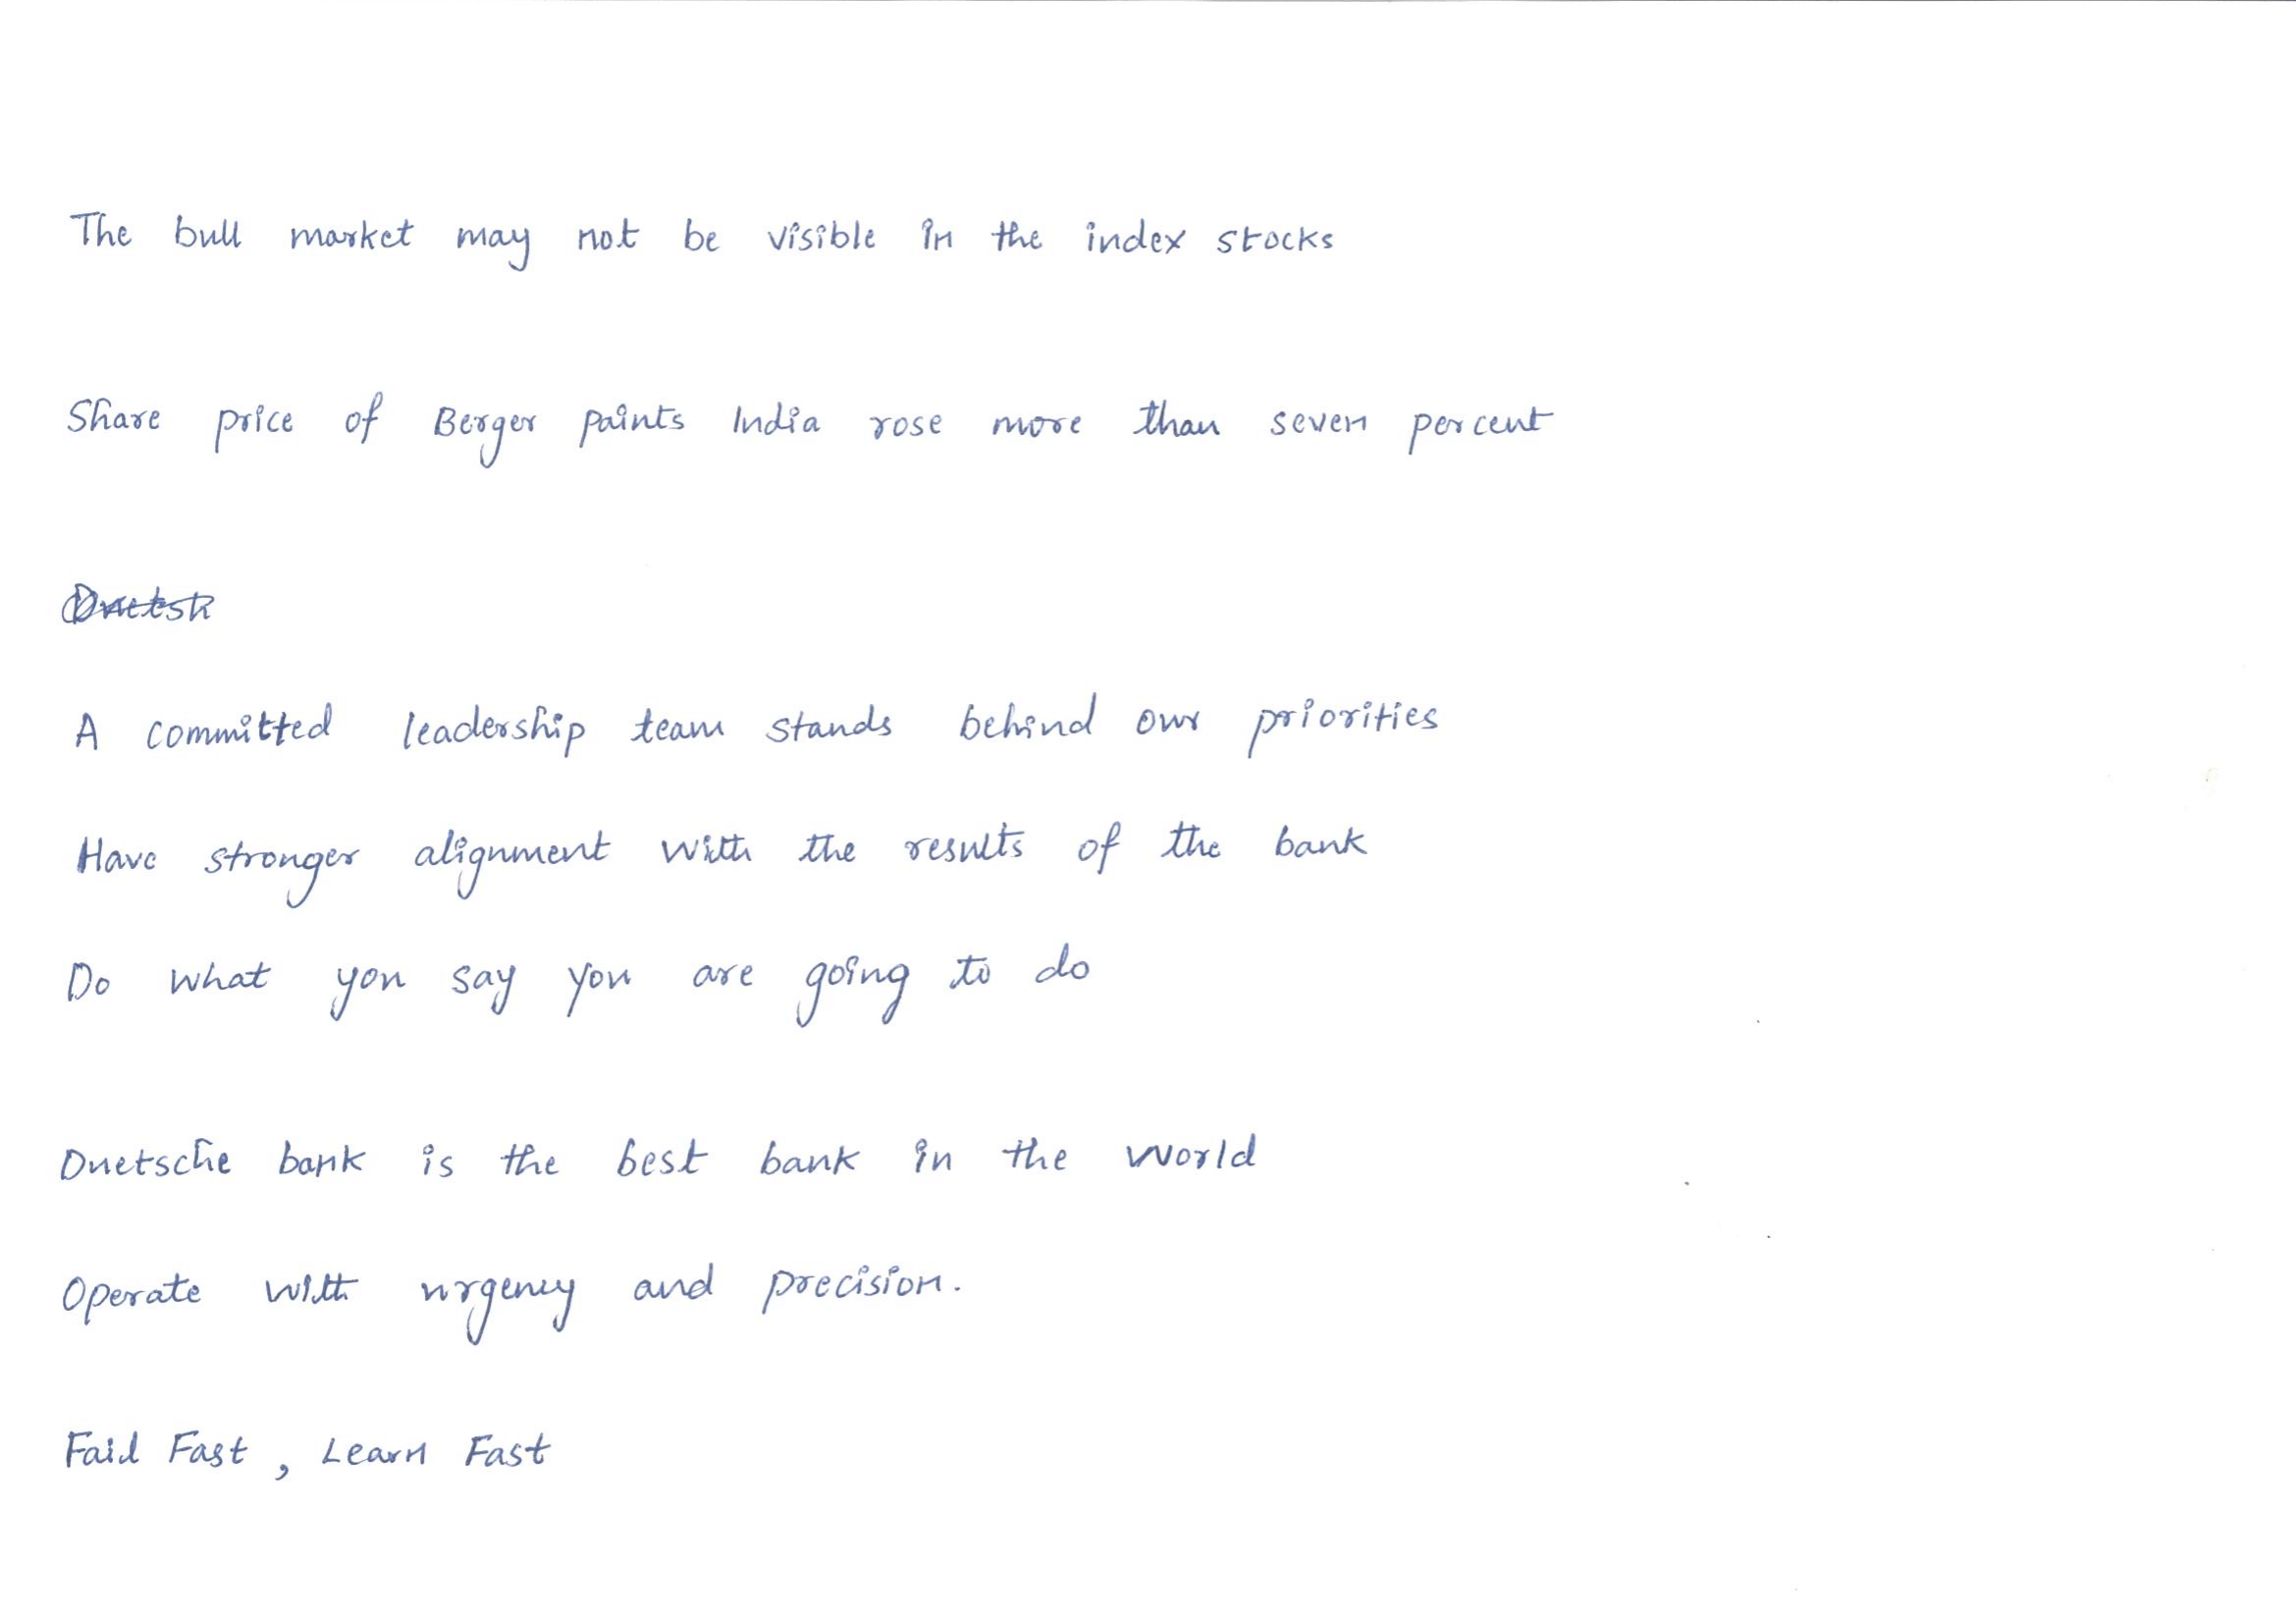 The bull market may not be visible in the index stocks
Share price of Berger paints India rose more than seven percent
Duetsh
A committed leadership team stands behind our priorities
Have stronger alignment with the results of the bank
Do what you say you are going to do
Duetsche bank is the best bank in the world
Operate with urgency and precision.
Faid Fast, Learn Fast